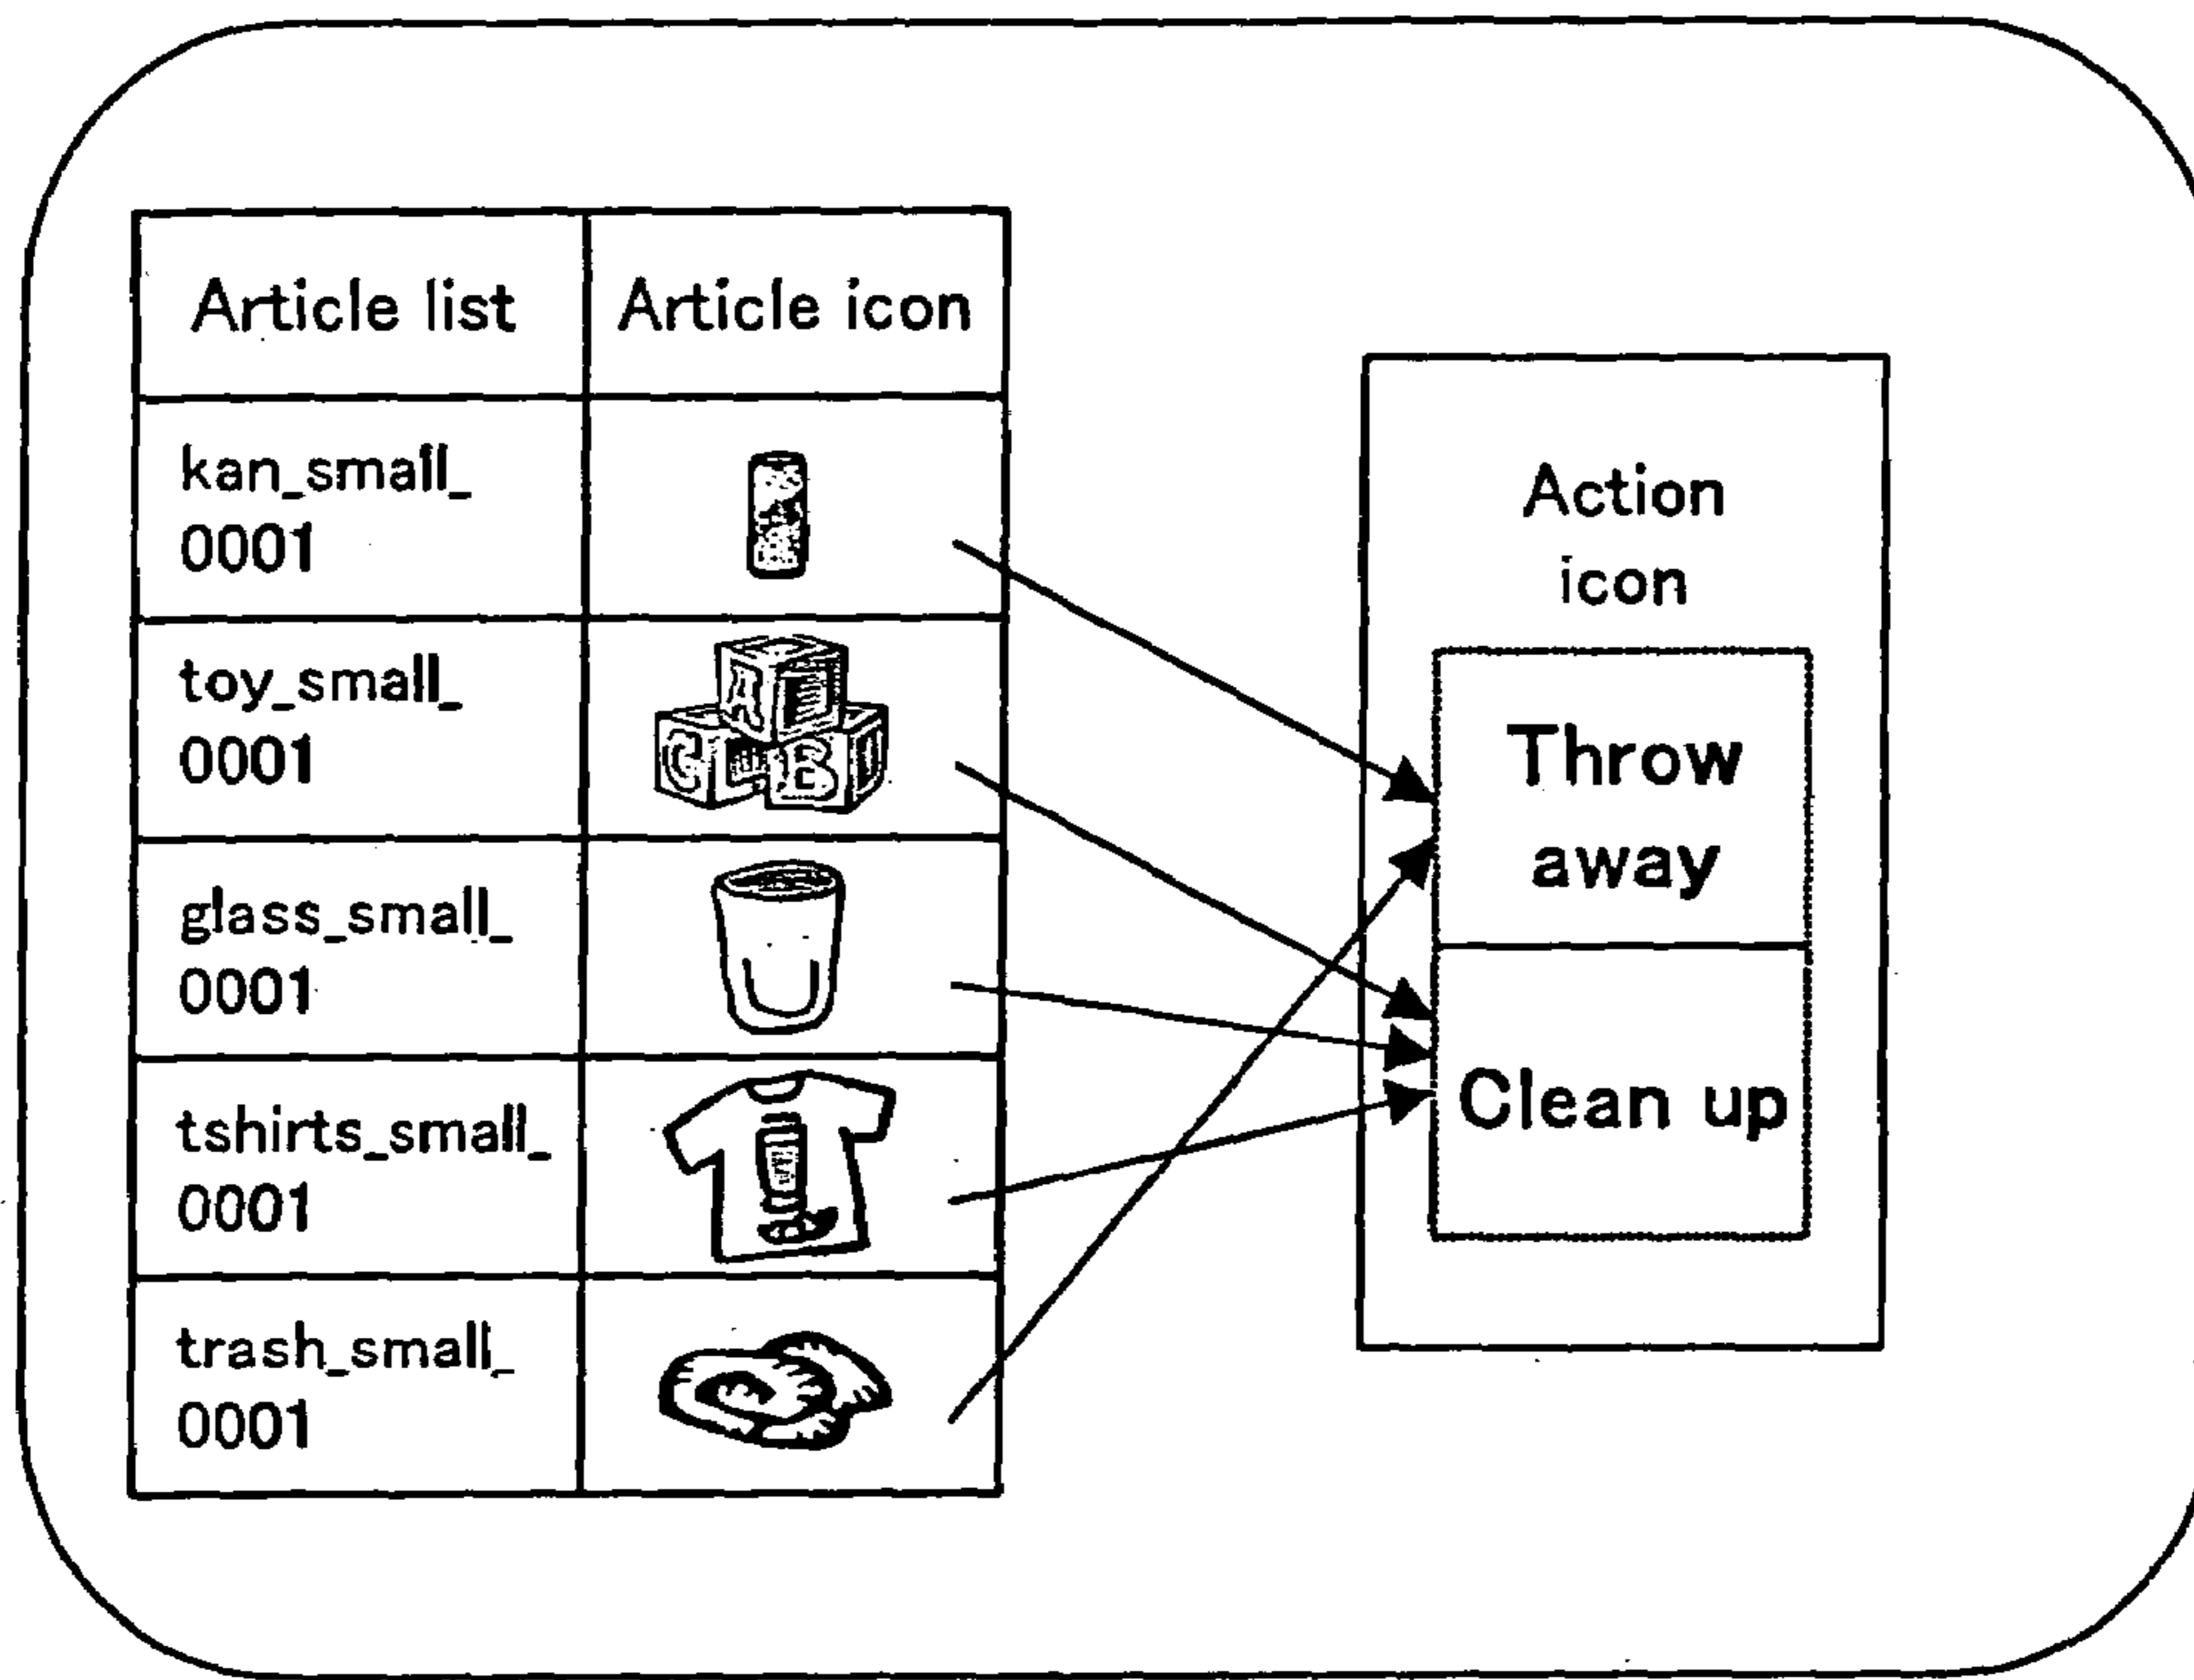 Article list
Article icon
kan_small_
0001
toy_small_
0001
A
C
B
glass_small_
0001
tshirts_small_
0001
trash_small_
0001
Action
icon
Throw
away
Clean up